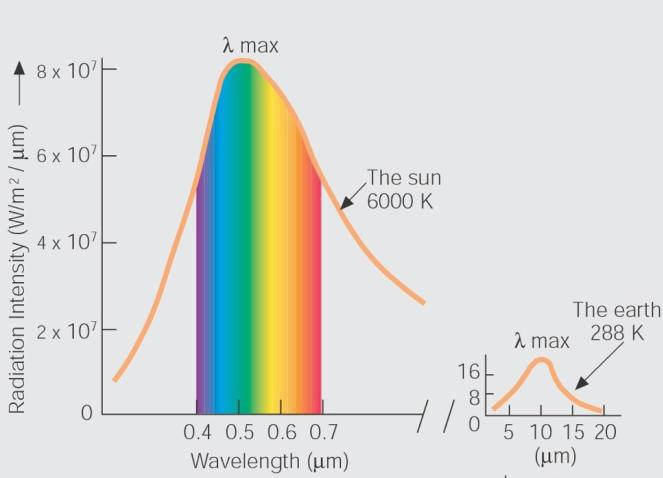 λ max
8 x 10⁷
6 x 10⁷
4 x 10⁷
2 x 10⁷
0
Radiation Intensity (W/m² / μm)
The sun
6000 K
0.4 0.5 0.6 0.7
Wavelength (μm)
The earth
288 K
λ max
16
8
0
5 10 15 20
(μm)